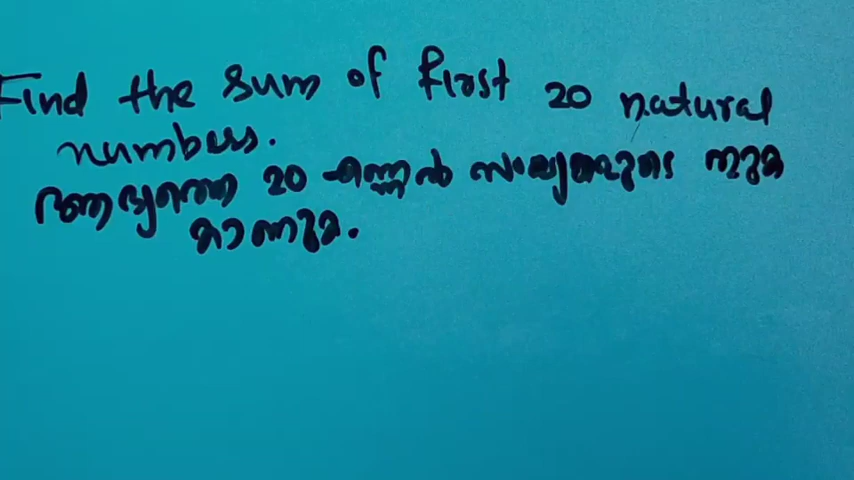 Find the sum of first 20 natural
numbers.
ആദ്യത്തെ 20 എണ്ണൽ സംഖ്യകളുടെ തുക
കാണുക.